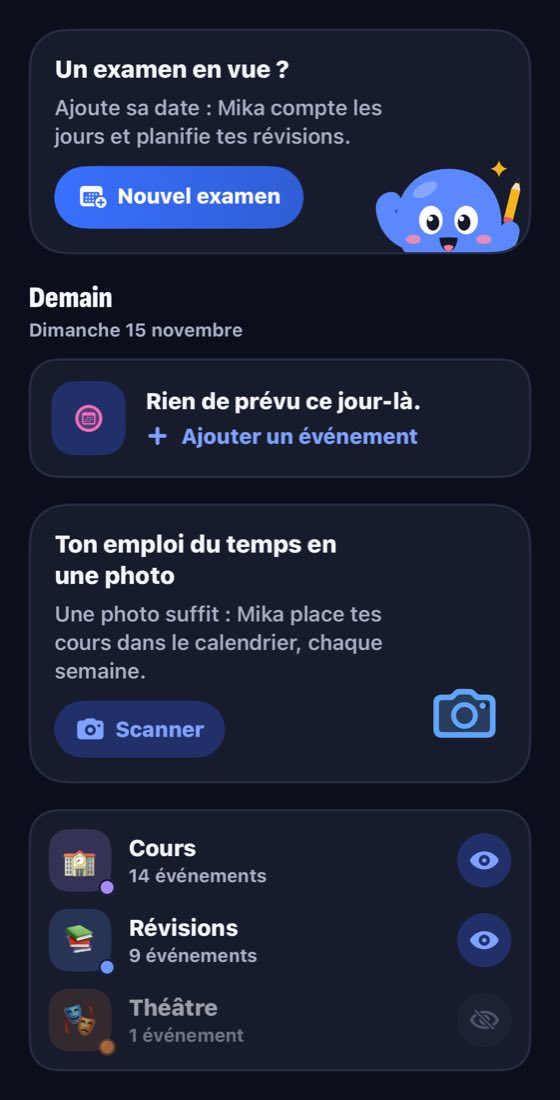 Un examen en vue ?
Ajoute sa date : Mika compte les
jours et planifie tes révisions.
Nouvel examen
Demain
Dimanche 15 novembre
Rien de prévu ce jour-là.
Ajouter un événement
Ton emploi du temps en
une photo
Une photo suffit : Mika place tes
cours dans le calendrier, chaque
semaine.
Scanner
Cours
14 événements
Révisions
9 événements
Théâtre
1 événement